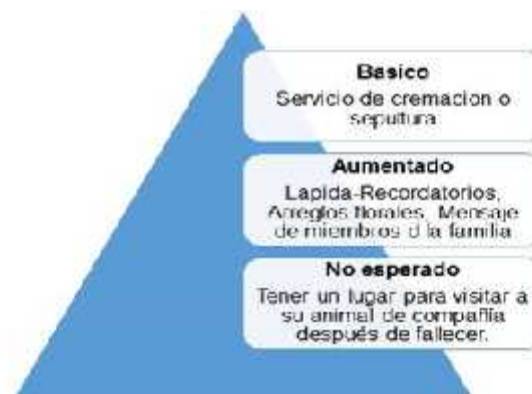 Basico
Servicio de cremacion o
sepultura
Aumentado
Lapida-Recordatorios,
Arreglos florales, Mensaje
de miembros d la familia
No esperado
Tener un lugar para visitar a
su animal de compañía
después de fallecer.